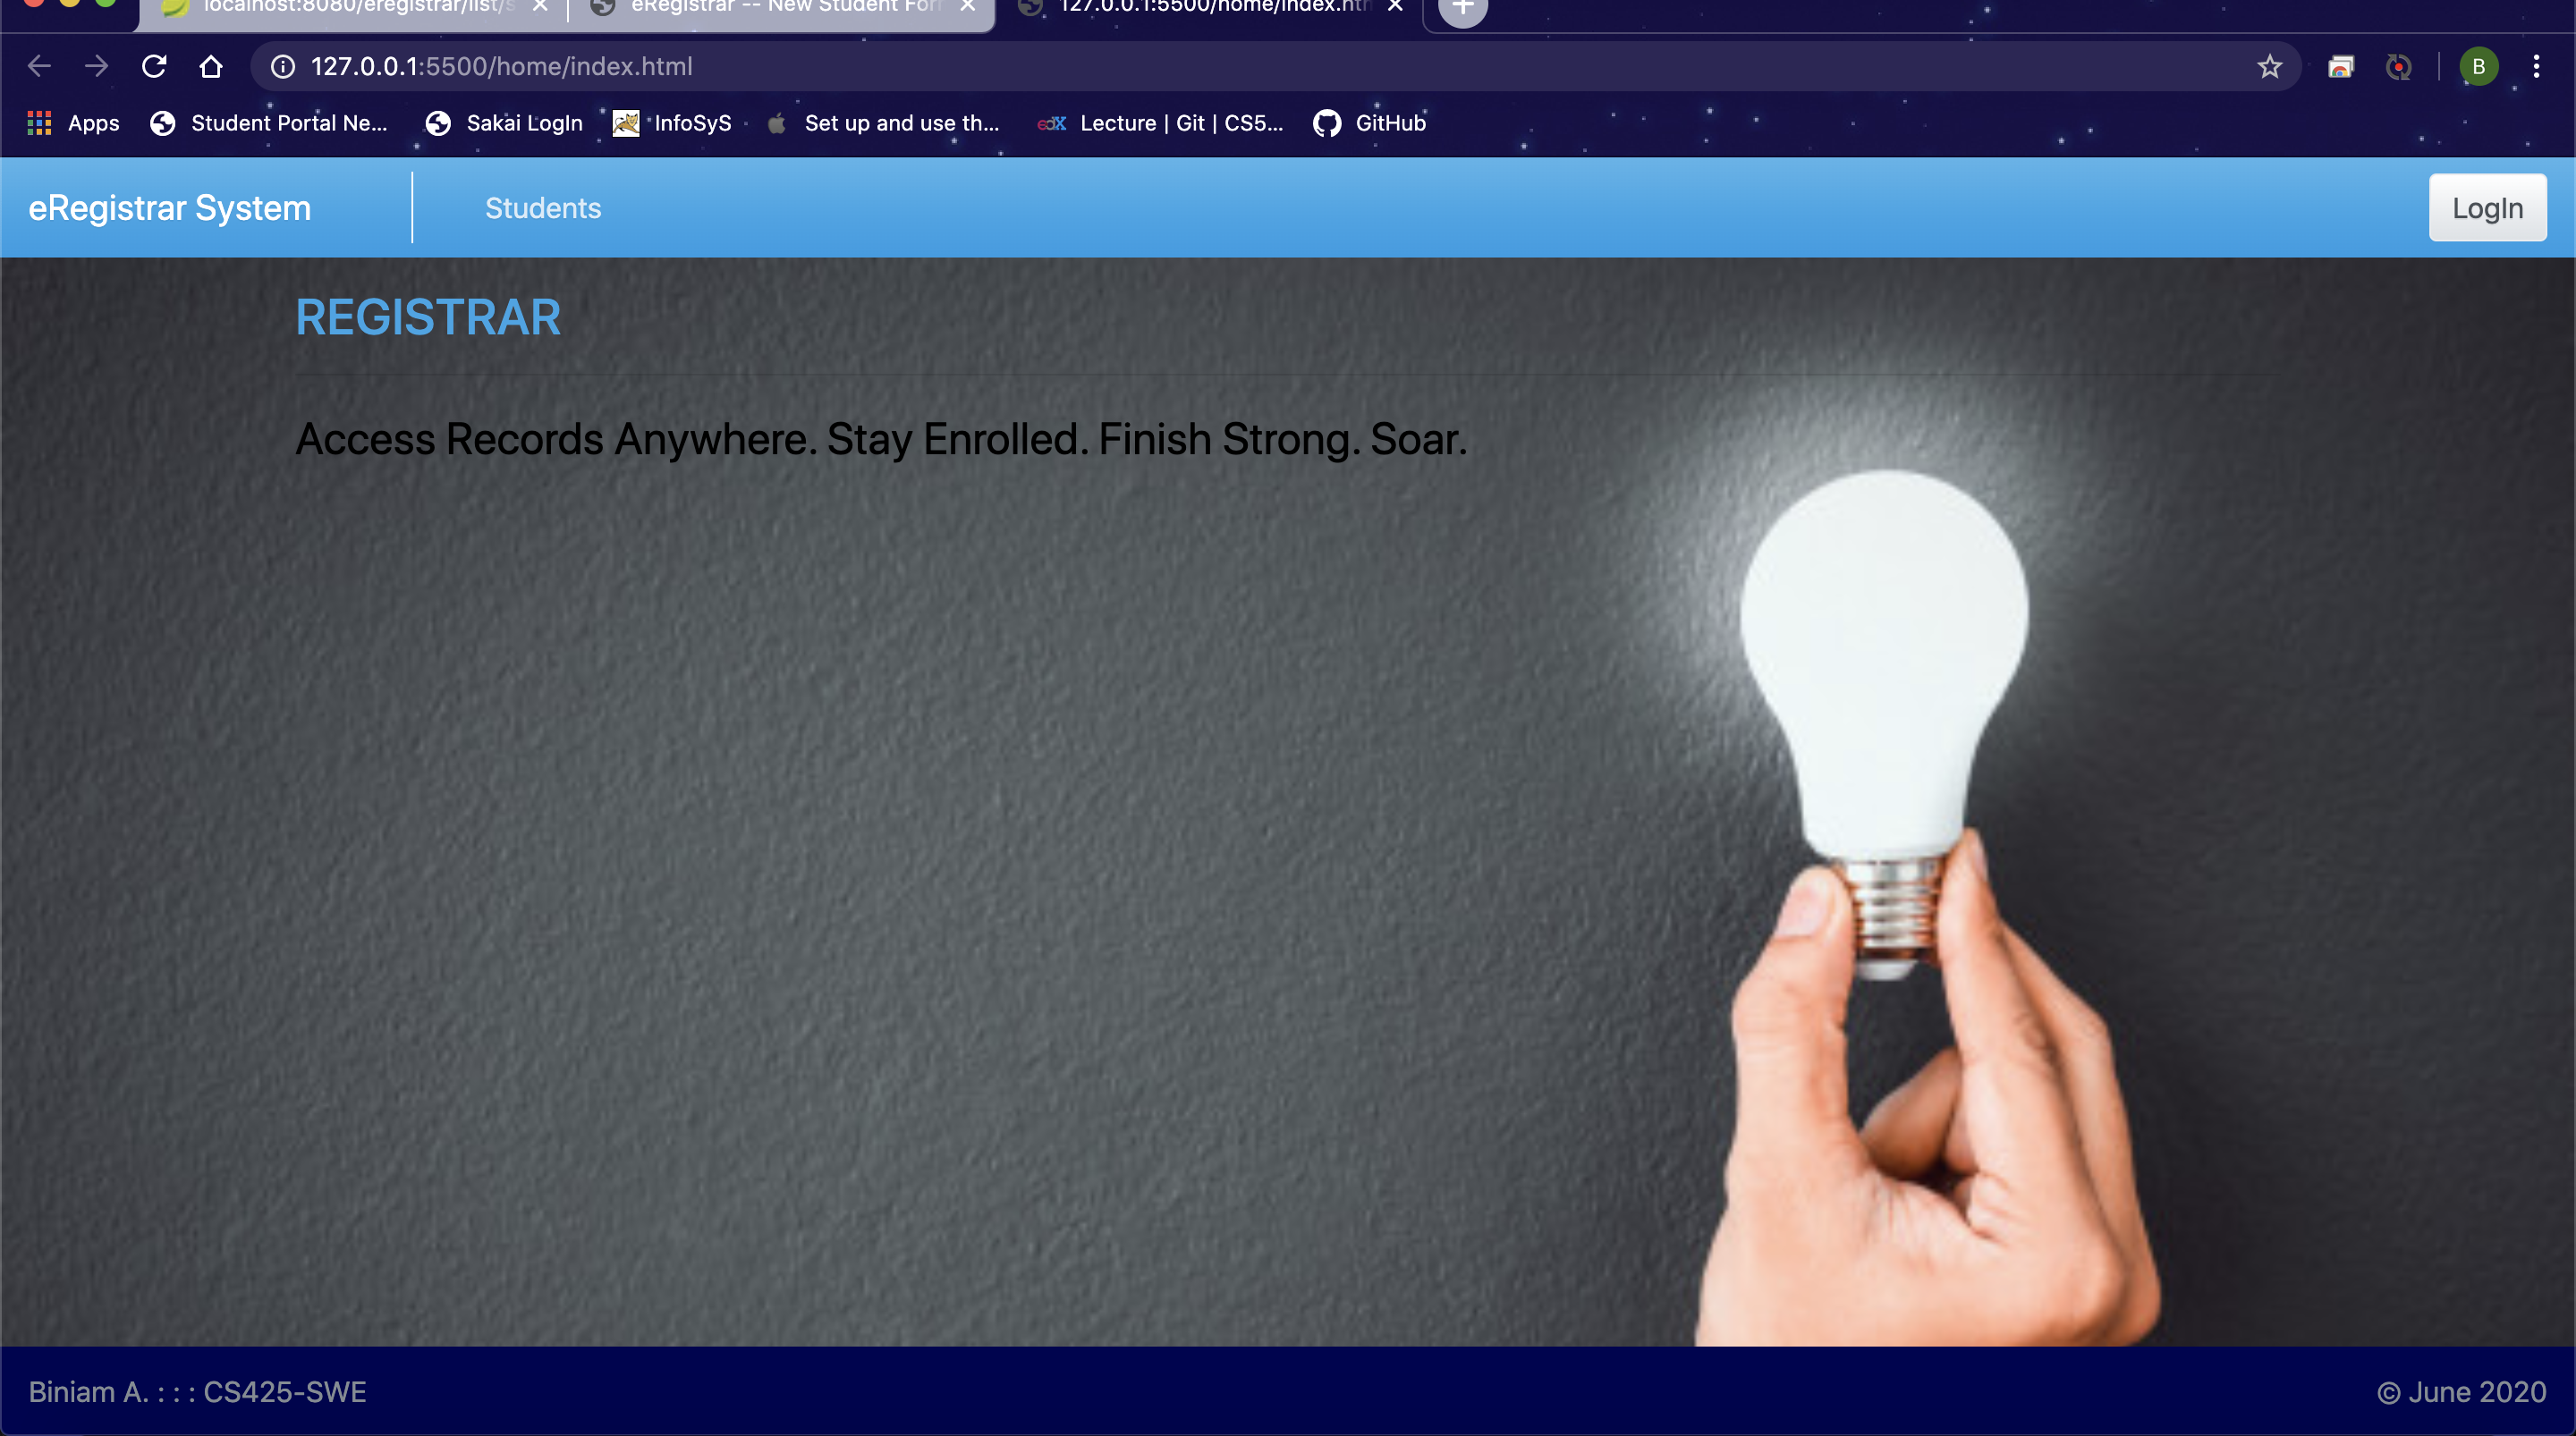 localhost:8080/eregistrar/list/s
eRegistrar -- New Student For
127.0.0.1:5500/home/index.htm
127.0.0.1:5500/home/index.html
B
Apps
Student Portal Ne...
Sakai LogIn
InfoSyS
Set up and use th...
edX
Lecture | Git | CS5...
GitHub
eRegistrar System
Students
LogIn
REGISTRAR
Access Records Anywhere. Stay Enrolled. Finish Strong. Soar.
Biniam A. : : : CS425-SWE
© June 2020